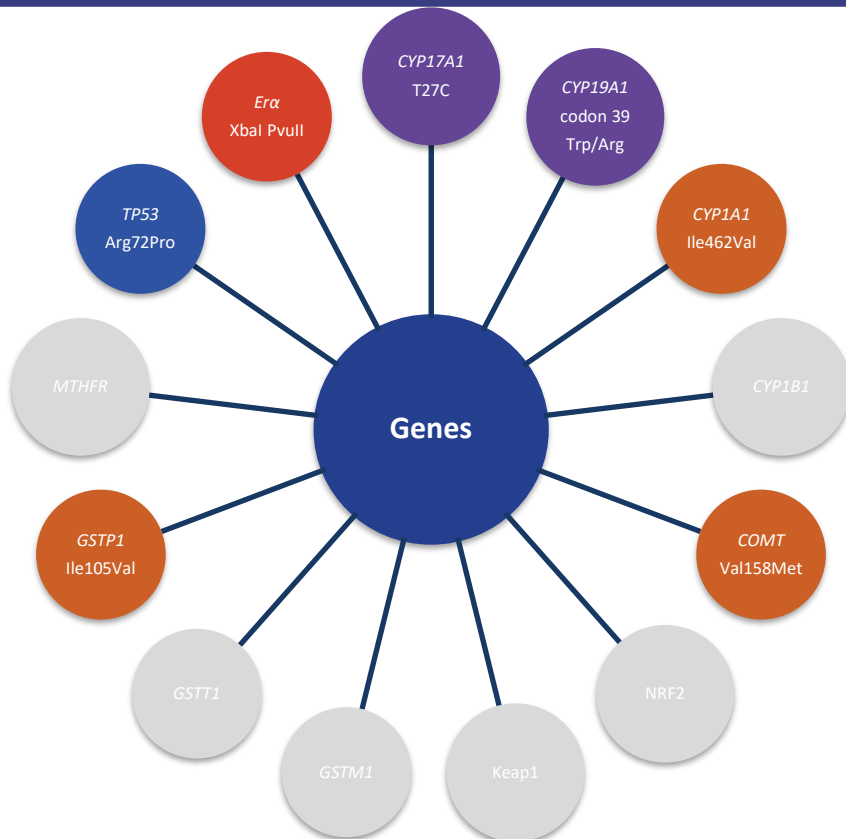 CYP17A1
T27C
CYP19A1
codon 39
Trp/Arg
Erα
XbaI PvuII
TP53
Arg72Pro
CYP1A1
Ile462Val
MTHFR
CYP1B1
Genes
GSTP1
Ile105Val
COMT
Val158Met
GSTT1
NRF2
GSTM1
Keap1